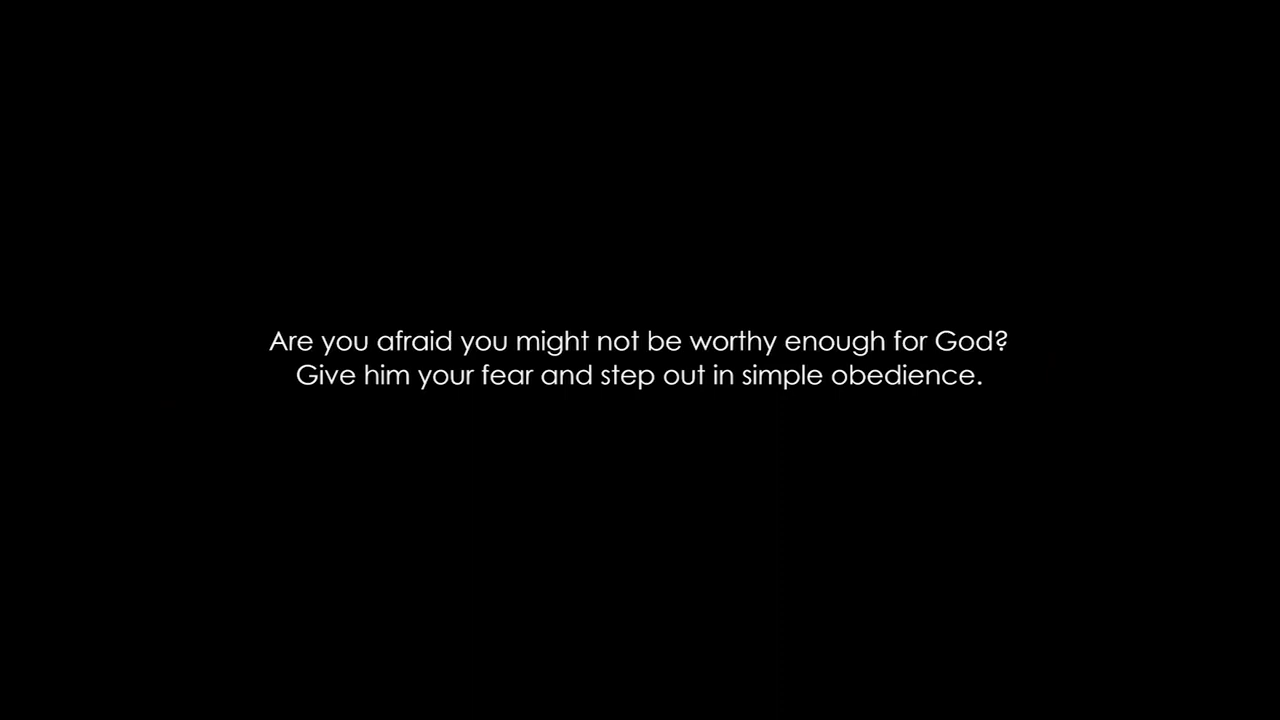 Are you afraid you might not be worthy enough for God?
Give him your fear and step out in simple obedience.